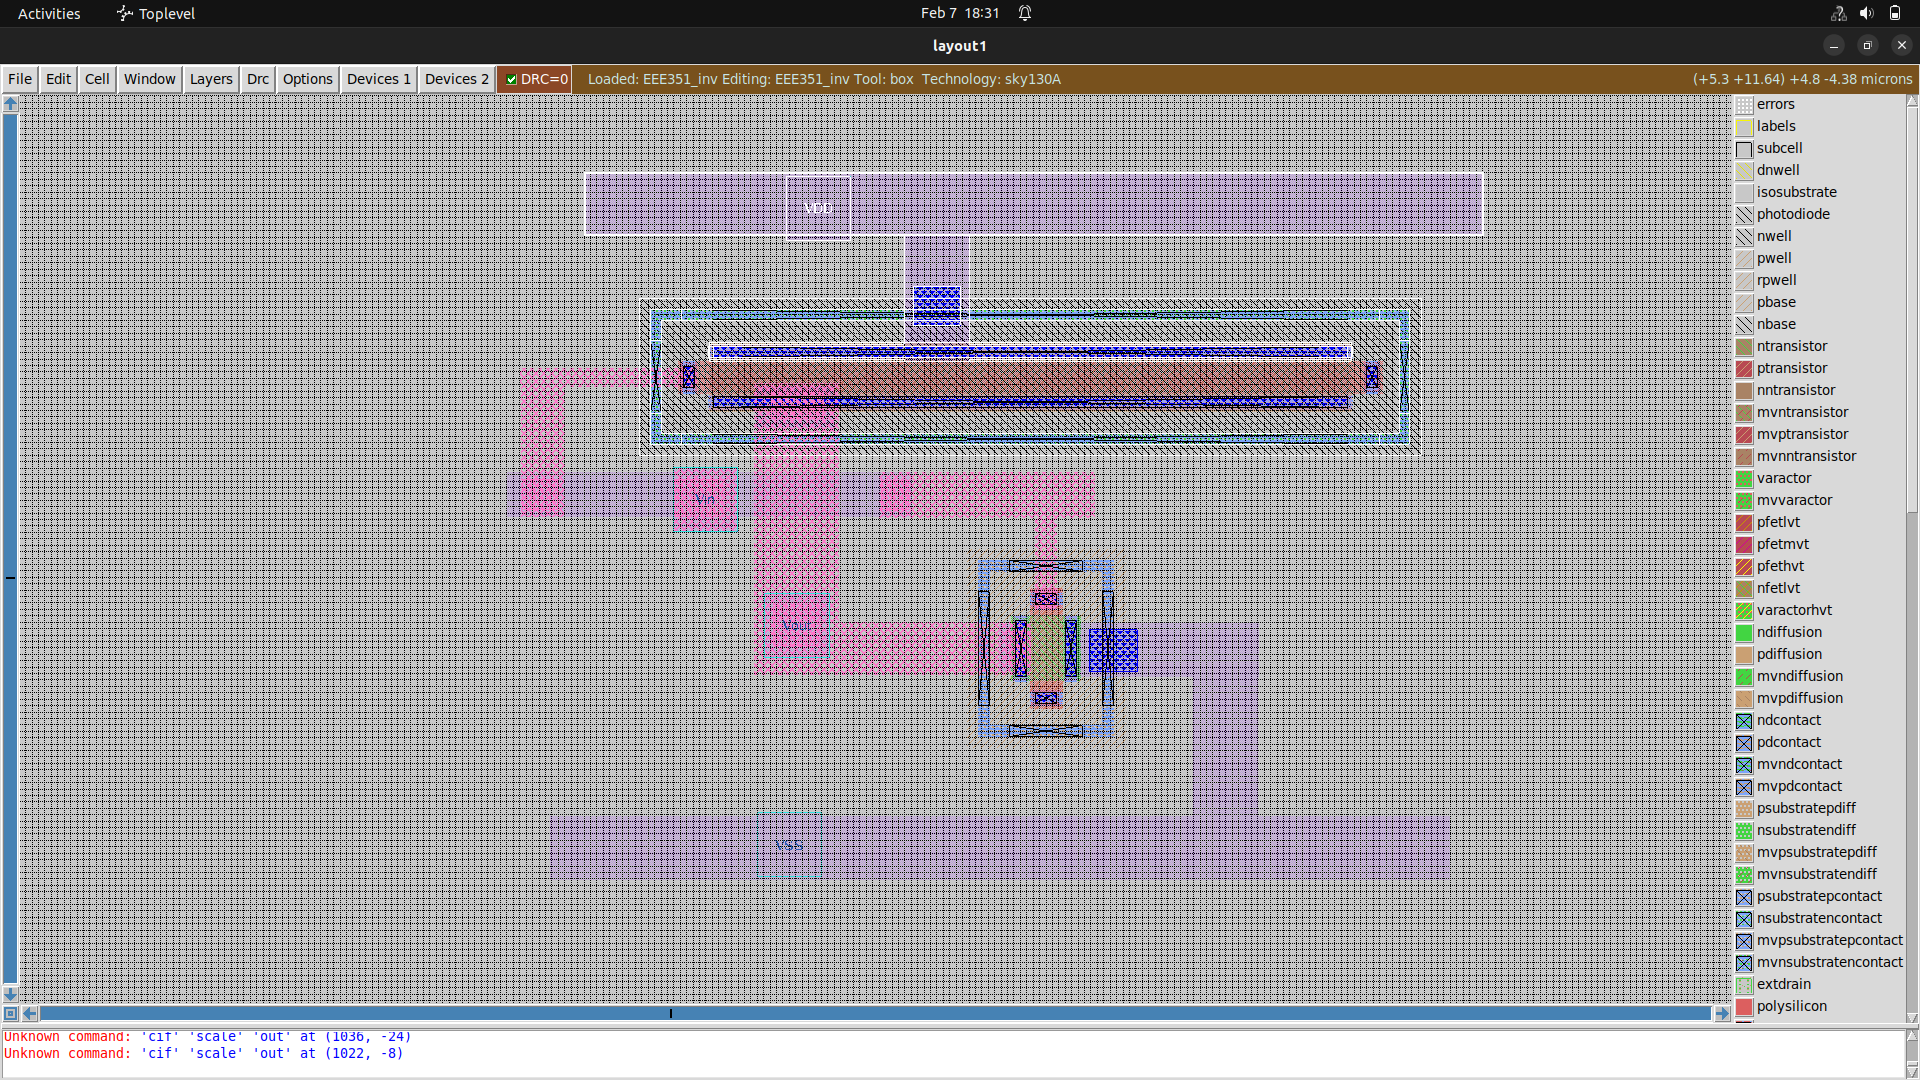 Activities
Toplevel
Feb 7 18:31
layout1
File Edit Cell Window Layers Drc Options Devices 1 Devices 2 DRC=0 Loaded: EEE351_inv Editing: EEE351_inv Tool: box Technology: sky130A (+5.3 +11.64) +4.8 -4.38 microns
VDD
Vin
Vout
VSS
errors
labels
subcell
dnwell
isosubstrate
photodiode
nwell
pwell
rpwell
pbase
nbase
ntransistor
ptransistor
nntransistor
mvntransistor
mvptransistor
mvnntransistor
varactor
mvvaractor
pfetlvt
pfetmvt
pfethvt
nfetlvt
varactorhvt
ndiffusion
pdiffusion
mvndiffusion
mvpdiffusion
ndcontact
pdcontact
mvndcontact
mvpdcontact
psubstratepdiff
nsubstratendiff
mvpsubstratepdiff
mvnsubstratendiff
psubstratepcontact
nsubstratencontact
mvpsubstratepcontact
mvnsubstratencontact
extdrain
polysilicon
Unknown command: 'cif' 'scale' 'out' at (1036, -24)
Unknown command: 'cif' 'scale' 'out' at (1022, -8)